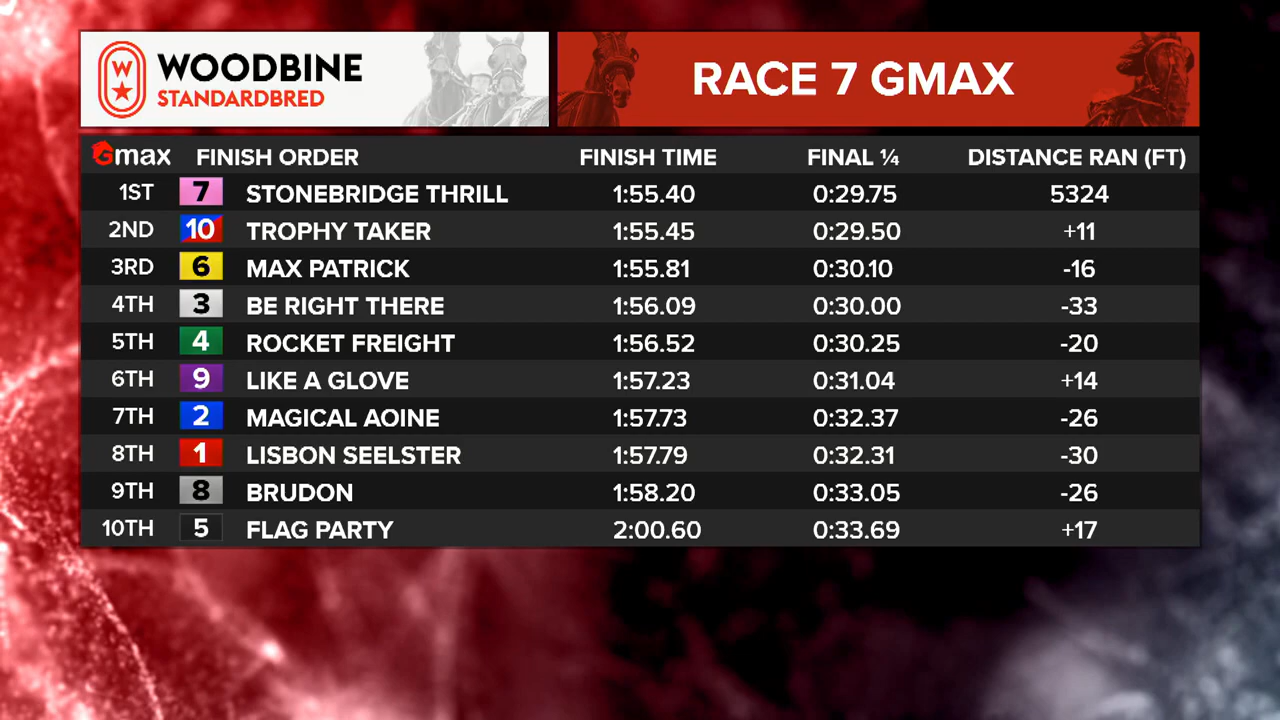 W WOODBINE
STANDARDBRED
RACE 7 GMAX
Gmax FINISH ORDER FINISH TIME FINAL ¼ DISTANCE RAN (FT)
1ST 7 STONEBRIDGE THRILL 1:55.40 0:29.75 5324
2ND 10 TROPHY TAKER 1:55.45 0:29.50 +11
3RD 6 MAX PATRICK 1:55.81 0:30.10 -16
4TH 3 BE RIGHT THERE 1:56.09 0:30.00 -33
5TH 4 ROCKET FREIGHT 1:56.52 0:30.25 -20
6TH 9 LIKE A GLOVE 1:57.23 0:31.04 +14
7TH 2 MAGICAL AOINE 1:57.73 0:32.37 -26
8TH 1 LISBON SEELSTER 1:57.79 0:32.31 -30
9TH 8 BRUDON 1:58.20 0:33.05 -26
10TH 5 FLAG PARTY 2:00.60 0:33.69 +17